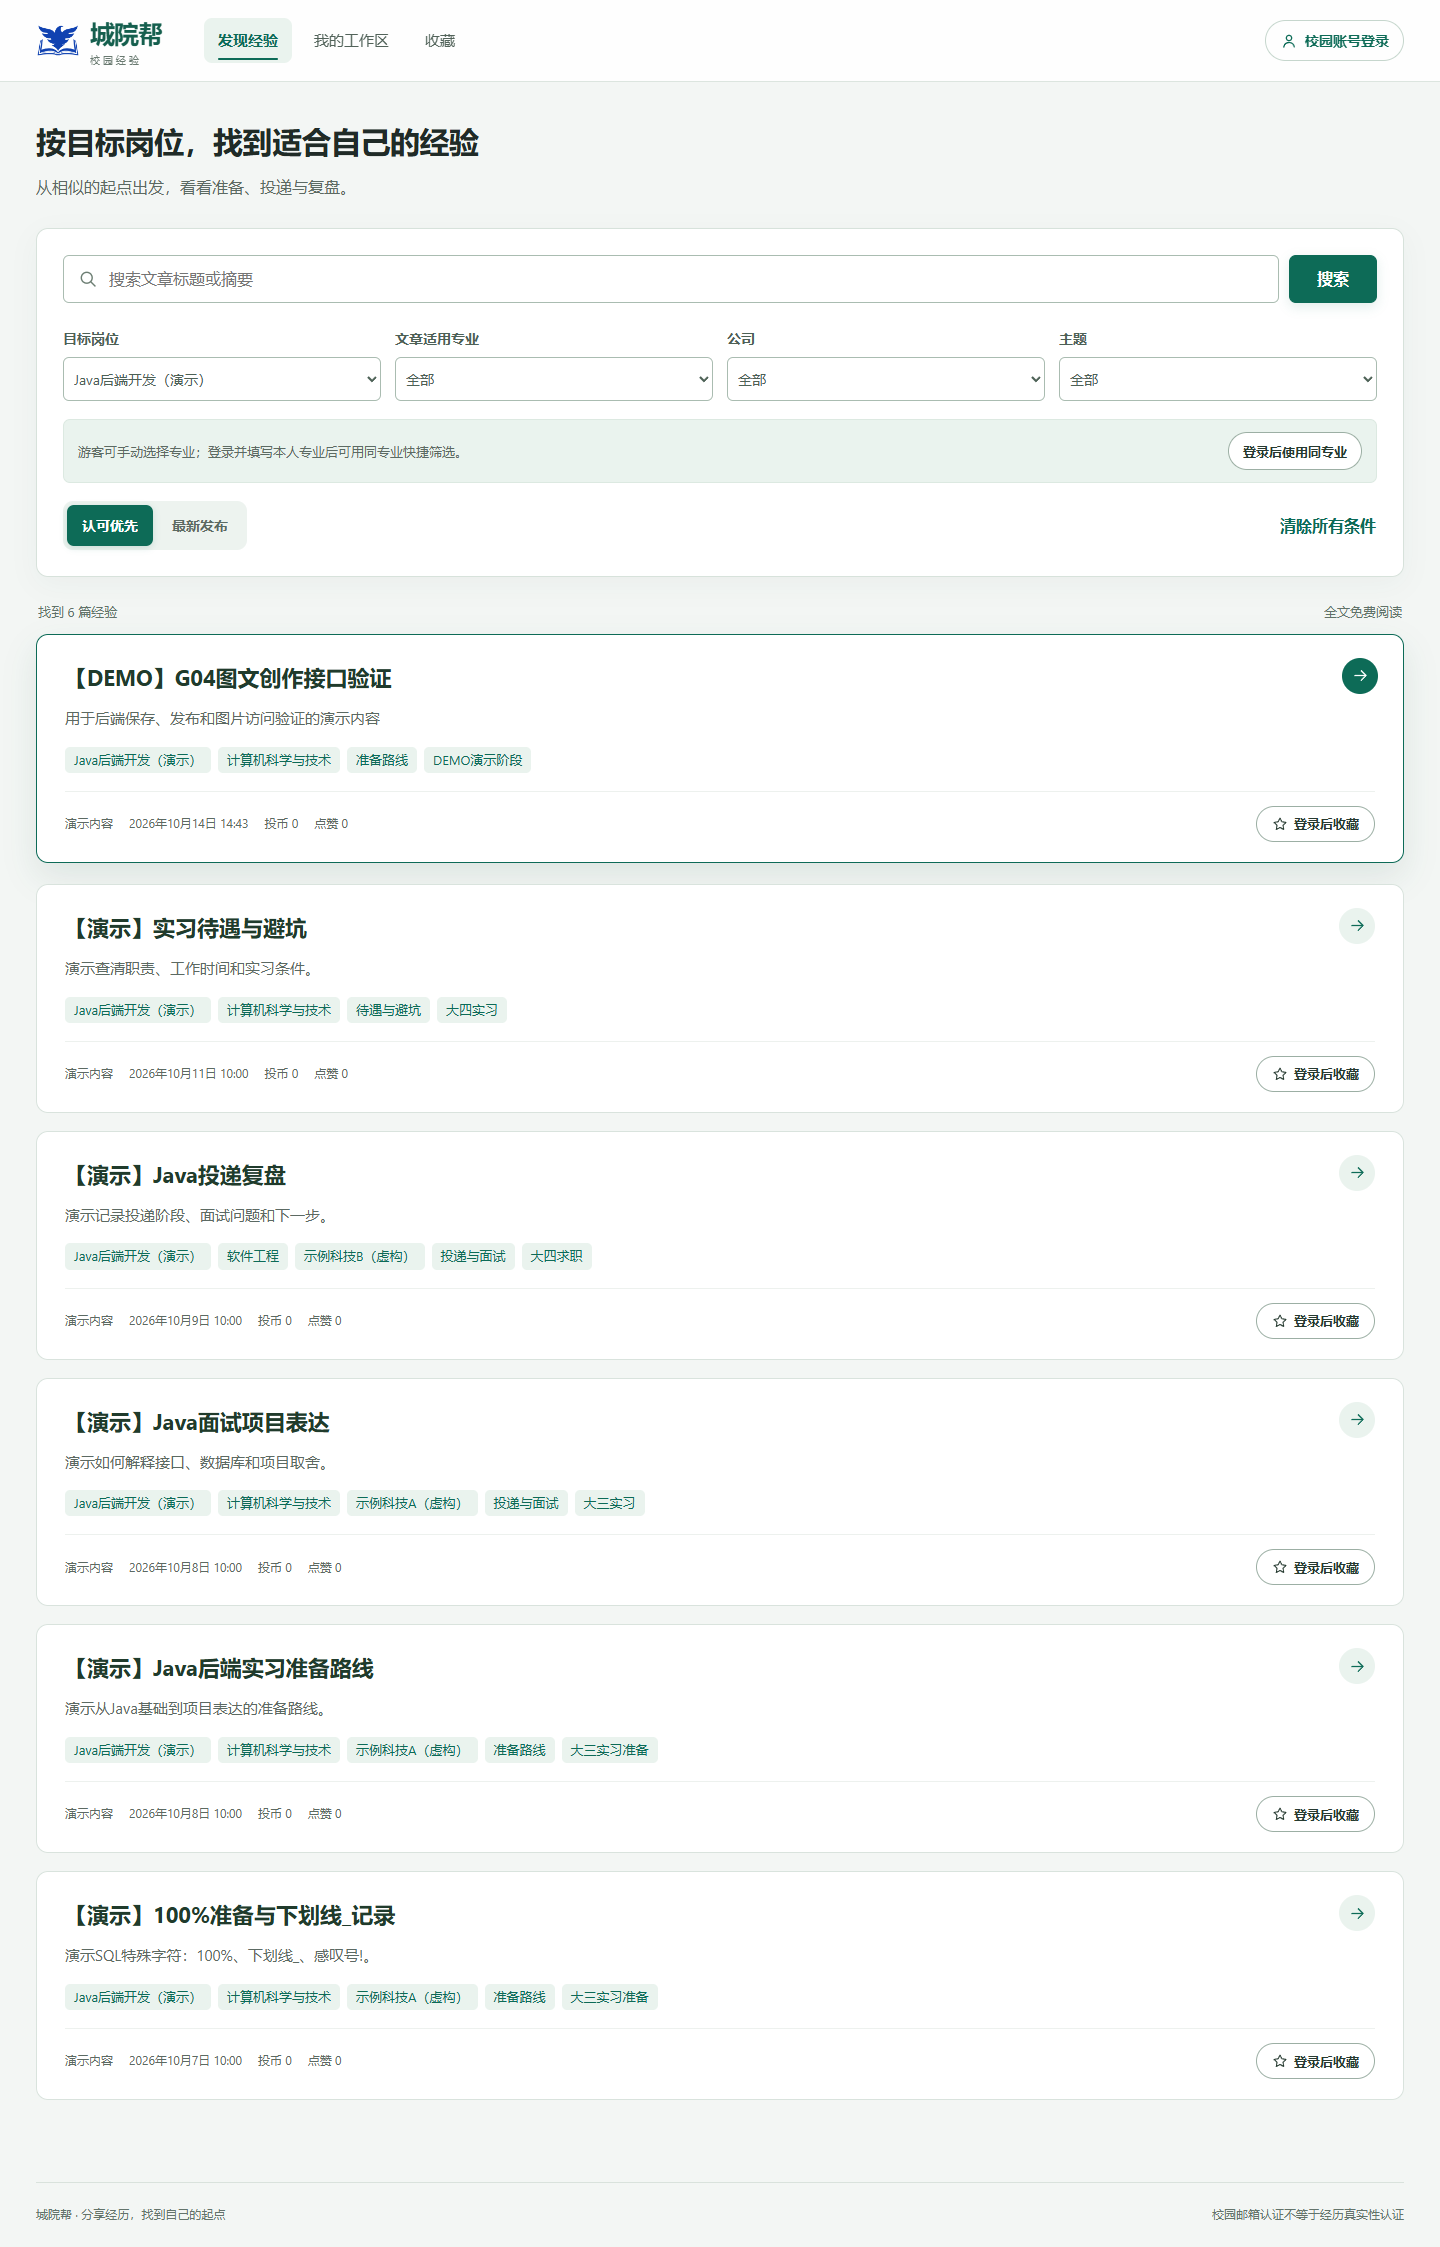 城院帮
校园经验
发现经验 我的工作区 收藏 校园账号登录
按目标岗位，找到适合自己的经验
从相似的起点出发，看看准备、投递与复盘。
搜索文章标题或摘要 搜索
目标岗位 文章适用专业 公司 主题
Java后端开发（演示） 全部 全部 全部
游客可手动选择专业；登录并填写本人专业后可用同专业快捷筛选。 登录后使用同专业
认可优先 最新发布 清除所有条件
找到 6 篇经验 全文免费阅读
【DEMO】G04图文创作接口验证
用于后端保存、发布和图片访问验证的演示内容
Java后端开发（演示） 计算机科学与技术 准备路线 DEMO演示阶段
演示内容 2026年10月14日 14:43 投币 0 点赞 0 登录后收藏
【演示】实习待遇与避坑
演示查清职责、工作时间和实习条件。
Java后端开发（演示） 计算机科学与技术 待遇与避坑 大四实习
演示内容 2026年10月11日 10:00 投币 0 点赞 0 登录后收藏
【演示】Java投递复盘
演示记录投递阶段、面试问题和下一步。
Java后端开发（演示） 软件工程 示例科技B（虚构） 投递与面试 大四求职
演示内容 2026年10月9日 10:00 投币 0 点赞 0 登录后收藏
【演示】Java面试项目表达
演示如何解释接口、数据库和项目取舍。
Java后端开发（演示） 计算机科学与技术 示例科技A（虚构） 投递与面试 大三实习
演示内容 2026年10月8日 10:00 投币 0 点赞 0 登录后收藏
【演示】Java后端实习准备路线
演示从Java基础到项目表达的准备路线。
Java后端开发（演示） 计算机科学与技术 示例科技A（虚构） 准备路线 大三实习准备
演示内容 2026年10月8日 10:00 投币 0 点赞 0 登录后收藏
【演示】100%准备与下划线_记录
演示SQL特殊字符：100%、下划线_、感叹号!。
Java后端开发（演示） 计算机科学与技术 示例科技A（虚构） 准备路线 大三实习准备
演示内容 2026年10月7日 10:00 投币 0 点赞 0 登录后收藏
城院帮 · 分享经历，找到自己的起点 校园邮箱认证不等于经历真实性认证